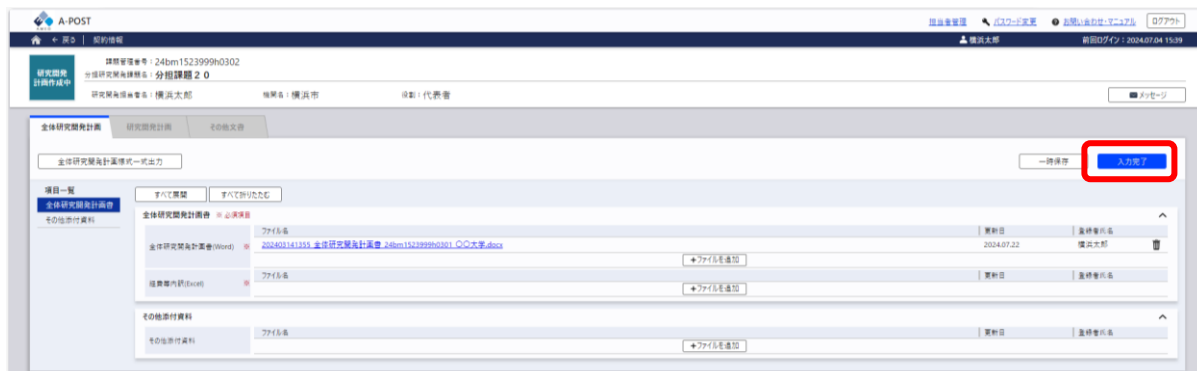 A-POST
担当者管理 パスワード変更 お問い合わせ・マニュアル ログアウト
← 戻る | 契約情報 横浜太郎 前回ログイン：2024.07.04 15:39
研究開発
計画作成中
課題管理番号：24bm1523999h0302
分担研究開発課題名：分担課題２０
研究開発担当者名：横浜太郎 機関名：横浜市 役割：代表者
メッセージ
全体研究開発計画 研究開発計画 その他文書
全体研究開発計画様式一式出力 一時保存 入力完了
項目一覧
全体研究開発計画書
その他添付資料
すべて展開 すべて折りたたむ
全体研究開発計画書 ※ 必須項目
ファイル名 更新日 登録者氏名
全体研究開発計画書(Word) ※ 202403141355_全体研究開発計画書_24bm1523999h0301_〇〇大学.docx 2024.07.22 横浜太郎
+ファイルを追加
ファイル名 更新日 登録者氏名
経費等内訳(Excel) ※
+ファイルを追加
その他添付資料
ファイル名 更新日 登録者氏名
その他添付資料
+ファイルを追加